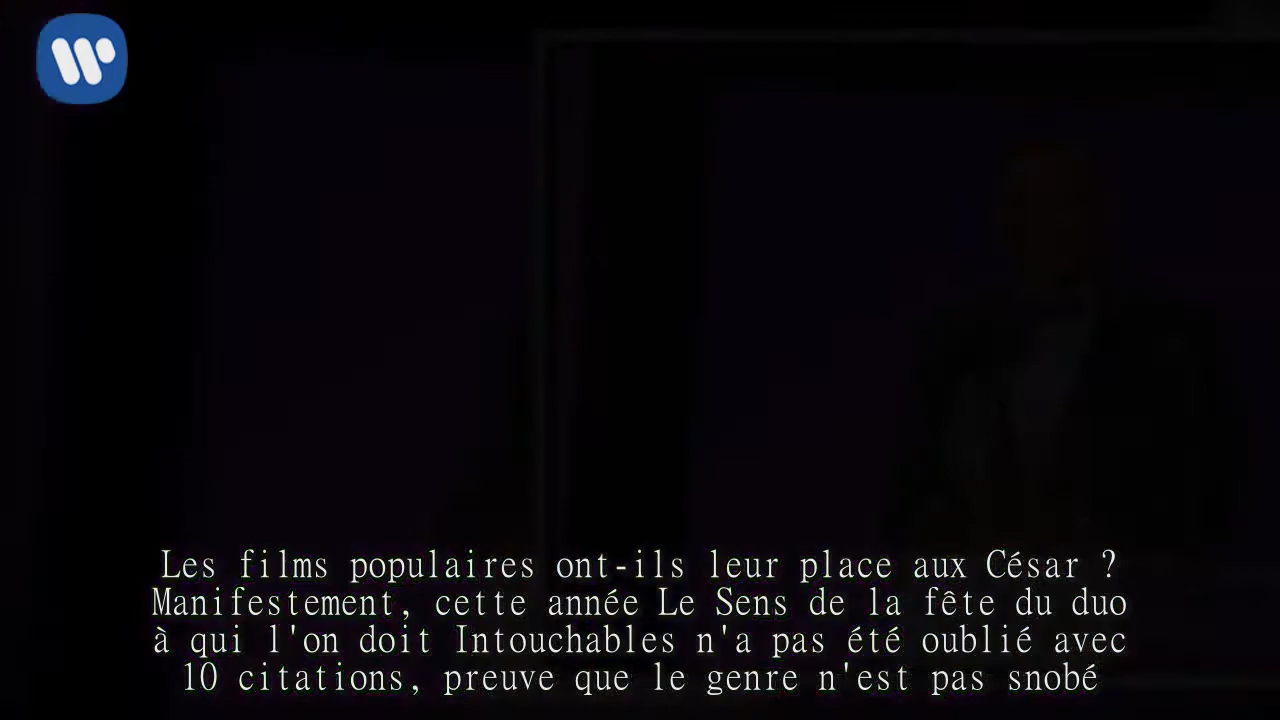 Les films populaires ont-ils leur place aux César ?
Manifestement, cette année Le Sens de la fête du duo
à qui l'on doit Intouchables n'a pas été oublié avec
10 citations, preuve que le genre n'est pas snobé